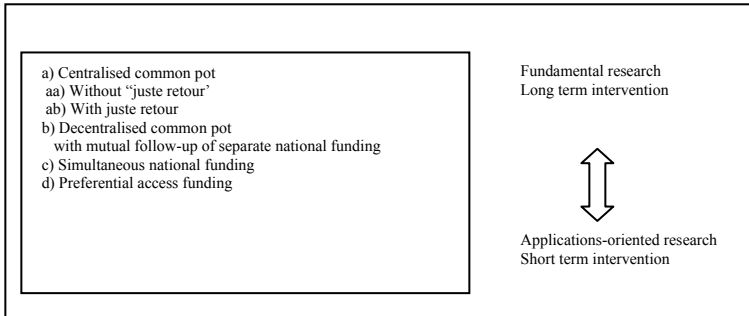 a) Centralised common pot
aa) Without “juste retour’
ab) With juste retour
b) Decentralised common pot
with mutual follow-up of separate national funding
c) Simultaneous national funding
d) Preferential access funding
Fundamental research
Long term intervention
Applications-oriented research
Short term intervention